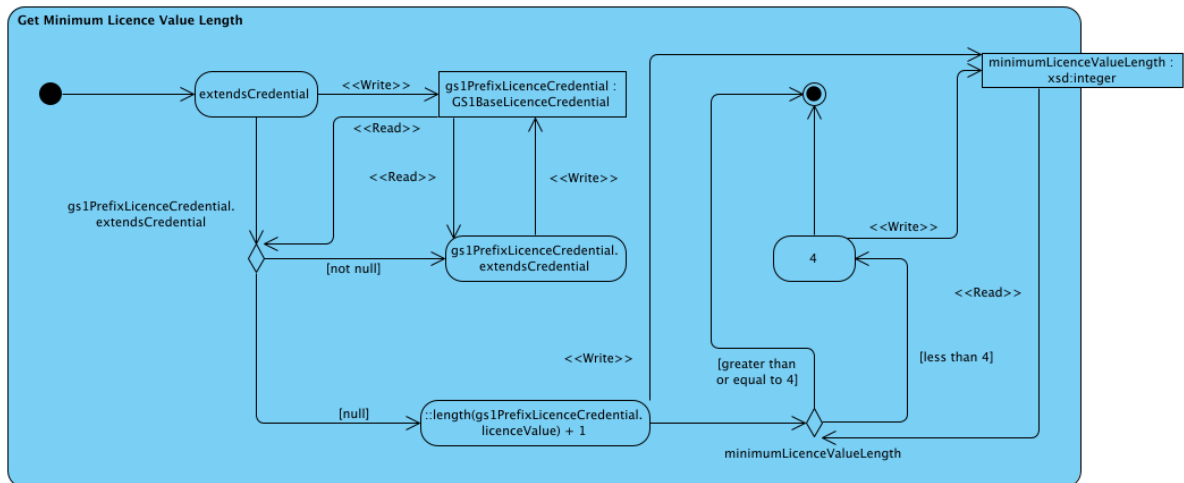 Get Minimum Licence Value Length
extendsCredential
<<Write>>
gs1PrefixLicenceCredential :
GS1BaseLicenceCredential
minimumLicenceValueLength :
xsd:integer
<<Read>>
<<Read>>
<<Write>>
gs1PrefixLicenceCredential.
extendsCredential
[not null]
gs1PrefixLicenceCredential.
extendsCredential
<<Write>>
4
<<Read>>
<<Write>>
[greater than
or equal to 4]
[less than 4]
[null]
::length(gs1PrefixLicenceCredential.
licenceValue) + 1
minimumLicenceValueLength